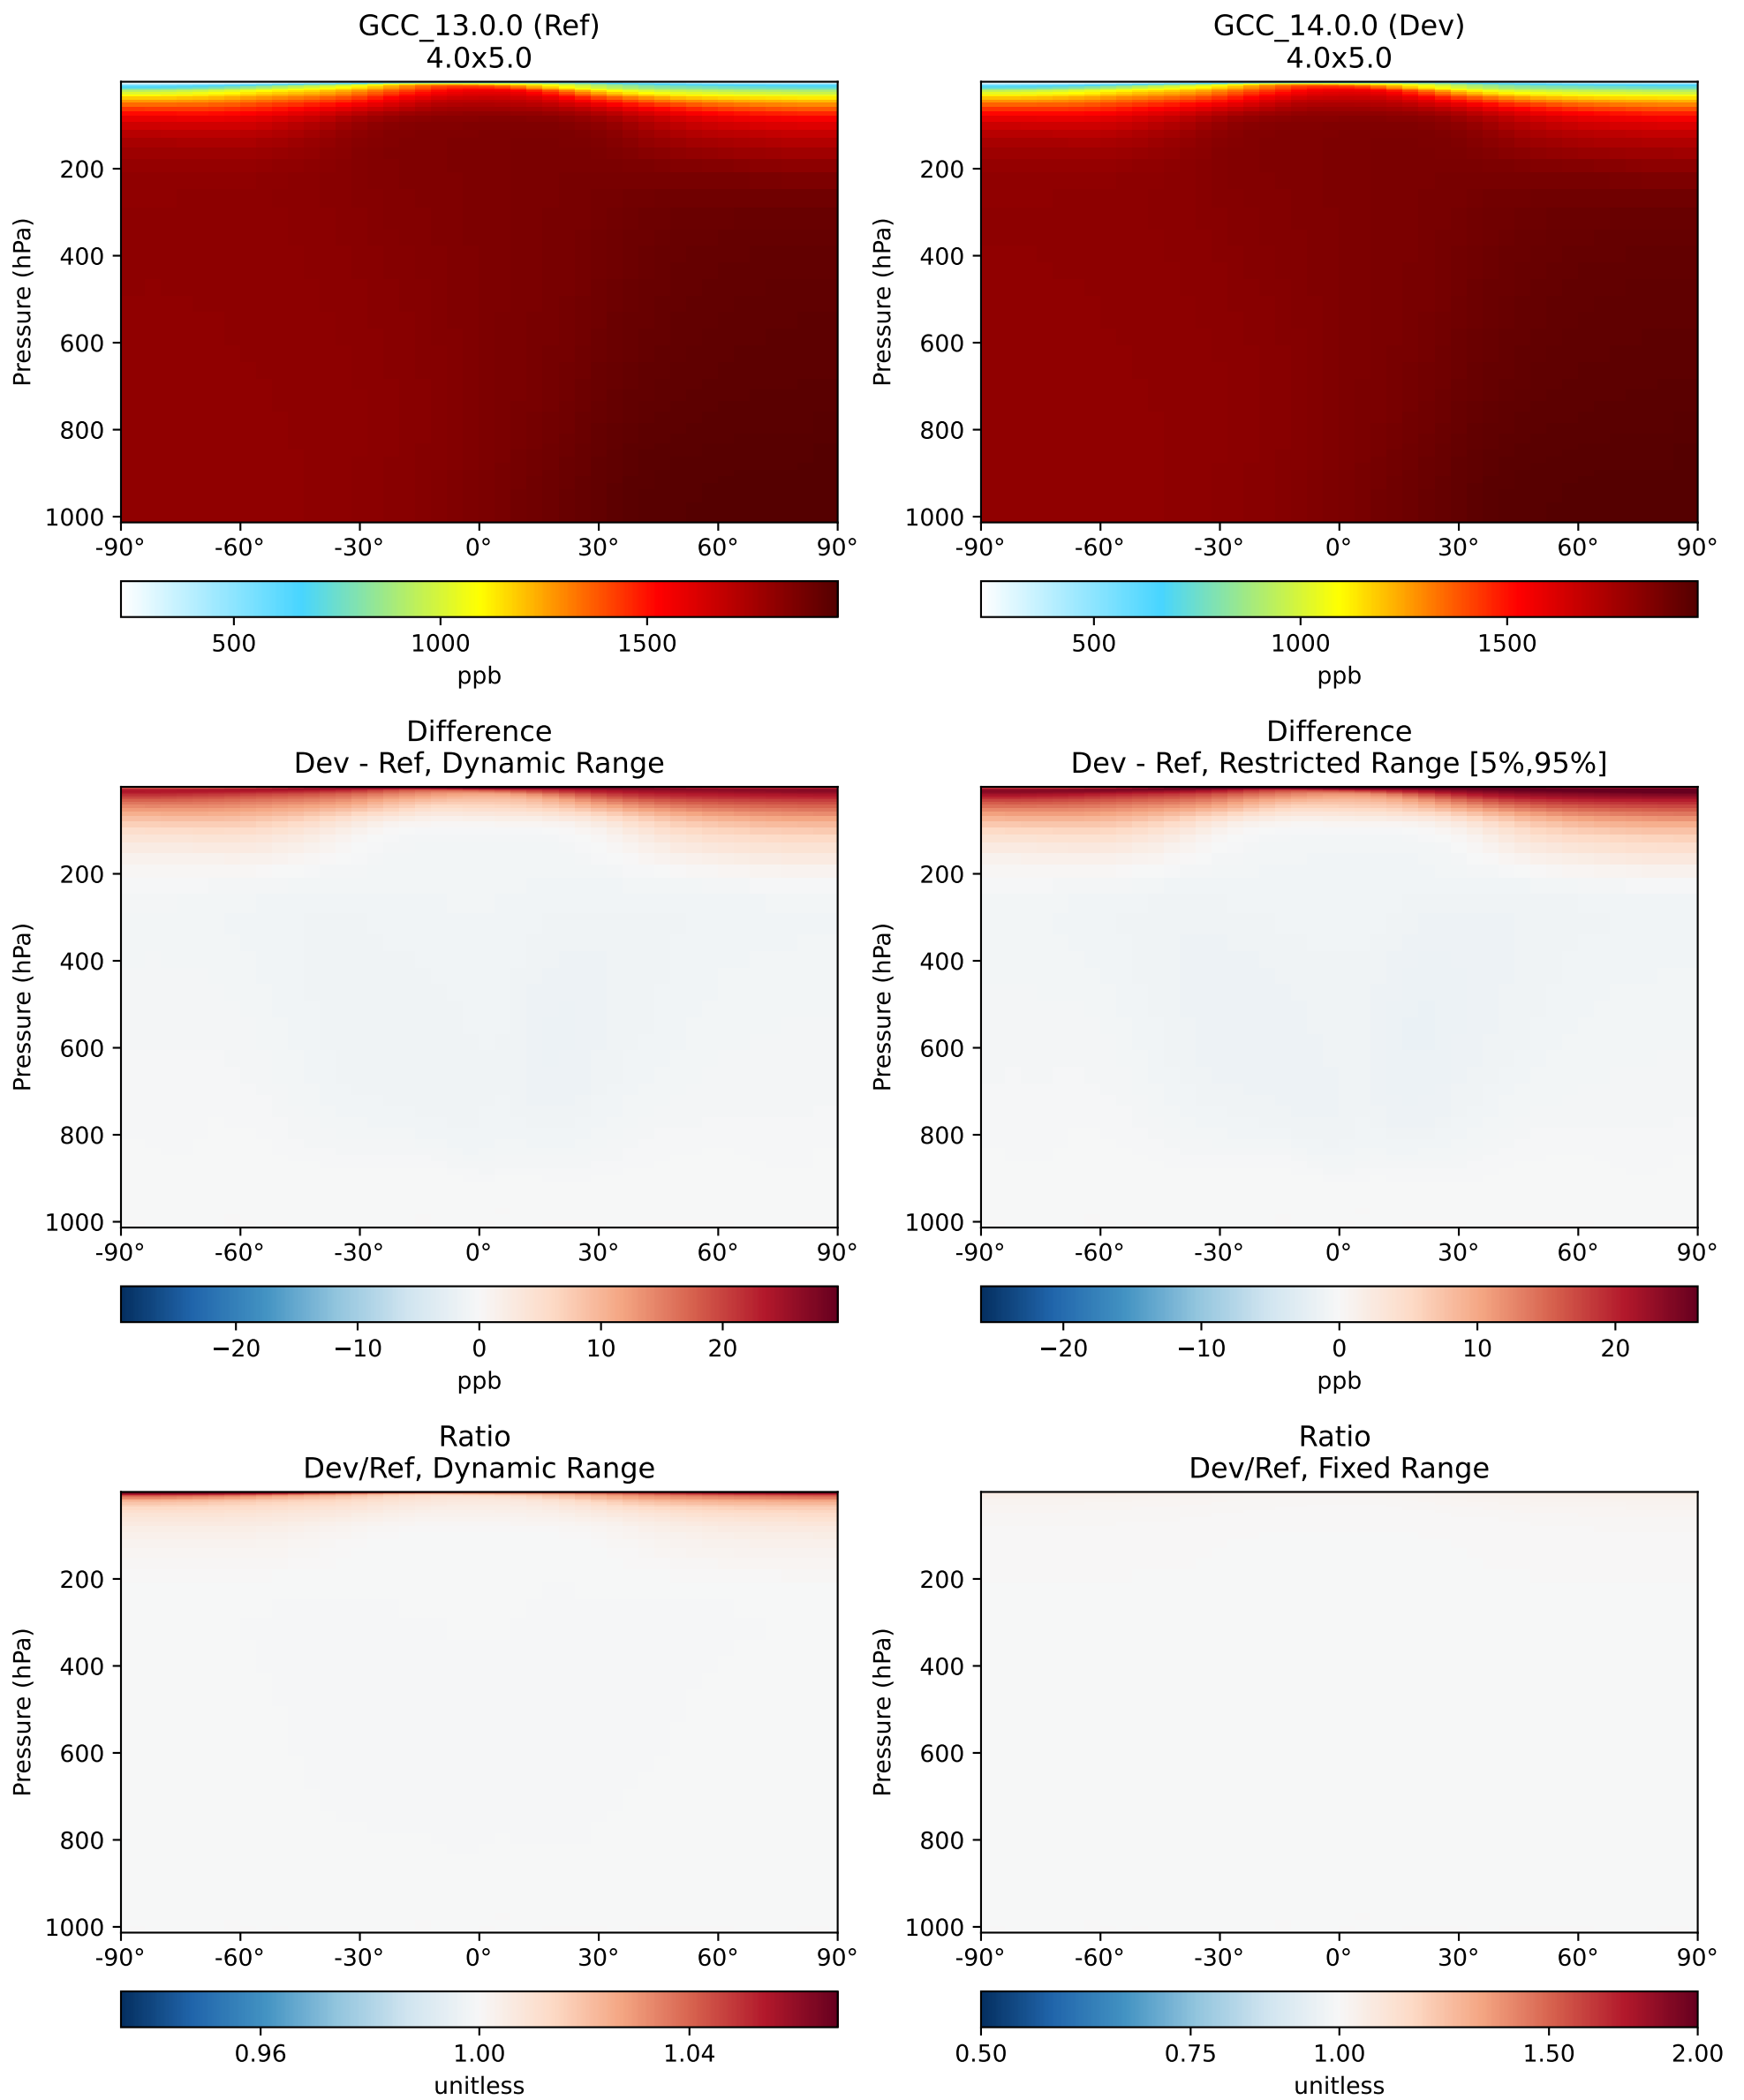 GCC_13.0.0 (Ref)
4.0x5.0
Pressure (hPa)
200
400
600
800
1000
-90° -60° -30° 0° 30° 60° 90°
500 1000 1500
ppb
GCC_14.0.0 (Dev)
4.0x5.0
Pressure (hPa)
200
400
600
800
1000
-90° -60° -30° 0° 30° 60° 90°
500 1000 1500
ppb
Difference
Dev - Ref, Dynamic Range
Pressure (hPa)
200
400
600
800
1000
-90° -60° -30° 0° 30° 60° 90°
−20 −10 0 10 20
ppb
Difference
Dev - Ref, Restricted Range [5%,95%]
Pressure (hPa)
200
400
600
800
1000
-90° -60° -30° 0° 30° 60° 90°
−20 −10 0 10 20
ppb
Ratio
Dev/Ref, Dynamic Range
Pressure (hPa)
200
400
600
800
1000
-90° -60° -30° 0° 30° 60° 90°
0.96 1.00 1.04
unitless
Ratio
Dev/Ref, Fixed Range
Pressure (hPa)
200
400
600
800
1000
-90° -60° -30° 0° 30° 60° 90°
0.50 0.75 1.00 1.50 2.00
unitless